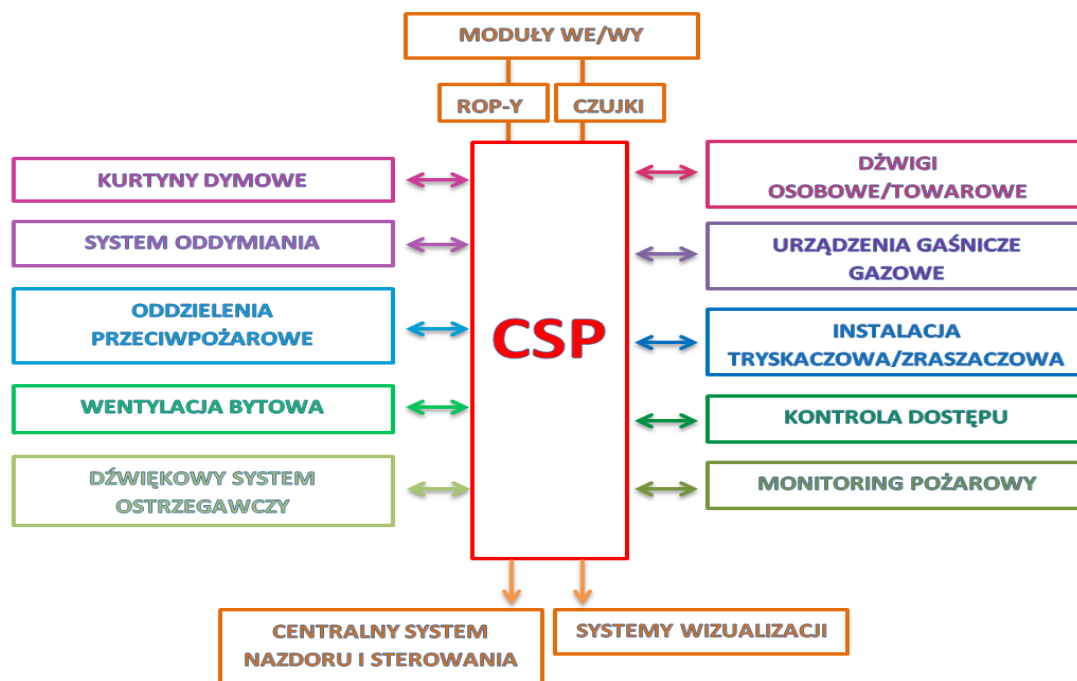 MODUŁY WE/WY
ROP-Y
CZUJKI
KURTYNY DYMOWE
SYSTEM ODDYMIANIA
ODDZIELENIA
PRZECIWPOŻAROWE
WENTYLACJA BYTOWA
DŹWIĘKOWY SYSTEM
OSTRZEGAWCZY
CSP
DŻWIGI
OSOBOWE/TOWAROWE
URZĄDZENIA GAŚNICZE
GAZOWE
INSTALACJA
TRYSKACZOWA/ZRASZACZOWA
KONTROLA DOSTĘPU
MONITORING POŻAROWY
CENTRALNY SYSTEM
NAZDORU I STEROWANIA
SYSTEMY WIZUALIZACJI